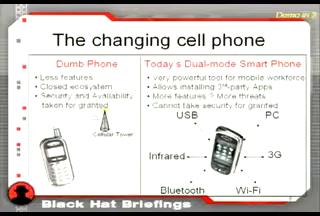 Demo in 2
The changing cell phone
Dumb Phone
• Less features
• Closed ecosystem
• Security and Availability
taken for granted
Cellular Tower
Today's Dual-mode Smart Phone
• Very powerful tool for mobile workforce
• Allows installing 3rd-party Apps
• More features ? More threats
• Cannot take security for granted
USB
PC
Infrared
3G
Bluetooth
Wi-Fi
Black Hat Briefings